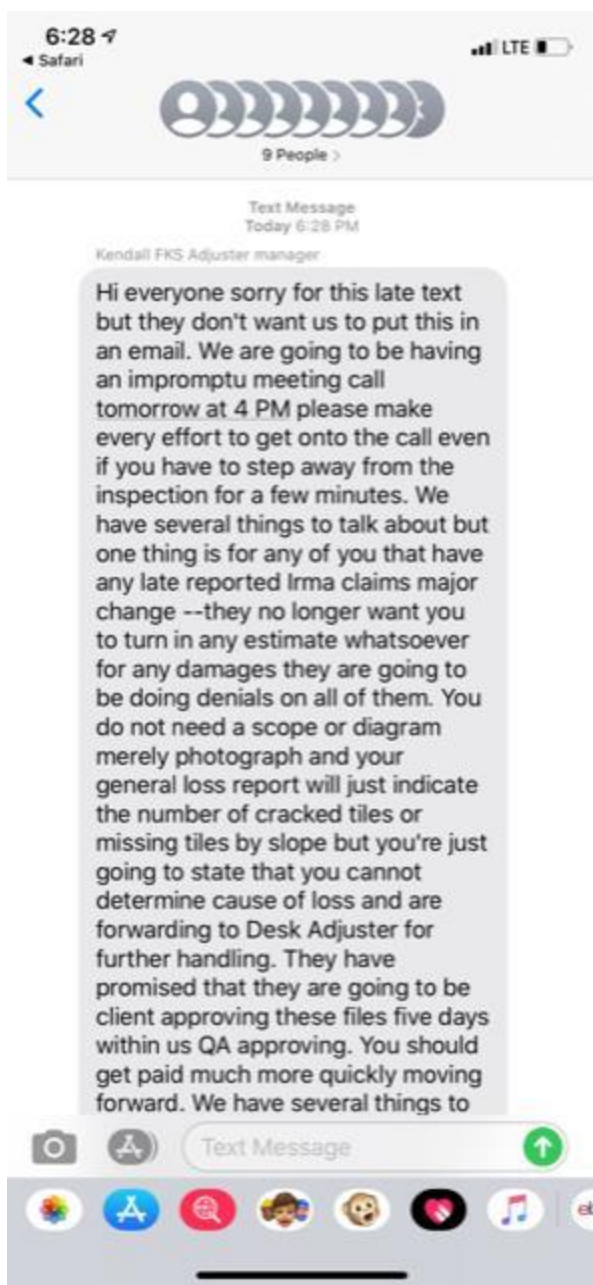 6:28
Safari
LTE
9 People >
Text Message
Today 6:28 PM
Kendall FKS Adjuster manager
Hi everyone sorry for this late text
but they don't want us to put this in
an email. We are going to be having
an impromptu meeting call
tomorrow at 4 PM please make
every effort to get onto the call even
if you have to step away from the
inspection for a few minutes. We
have several things to talk about but
one thing is for any of you that have
any late reported Irma claims major
change --they no longer want you
to turn in any estimate whatsoever
for any damages they are going to
be doing denials on all of them. You
do not need a scope or diagram
merely photograph and your
general loss report will just indicate
the number of cracked tiles or
missing tiles by slope but you're just
going to state that you cannot
determine cause of loss and are
forwarding to Desk Adjuster for
further handling. They have
promised that they are going to be
client approving these files five days
within us QA approving. You should
get paid much more quickly moving
forward. We have several things to
Text Message
eb